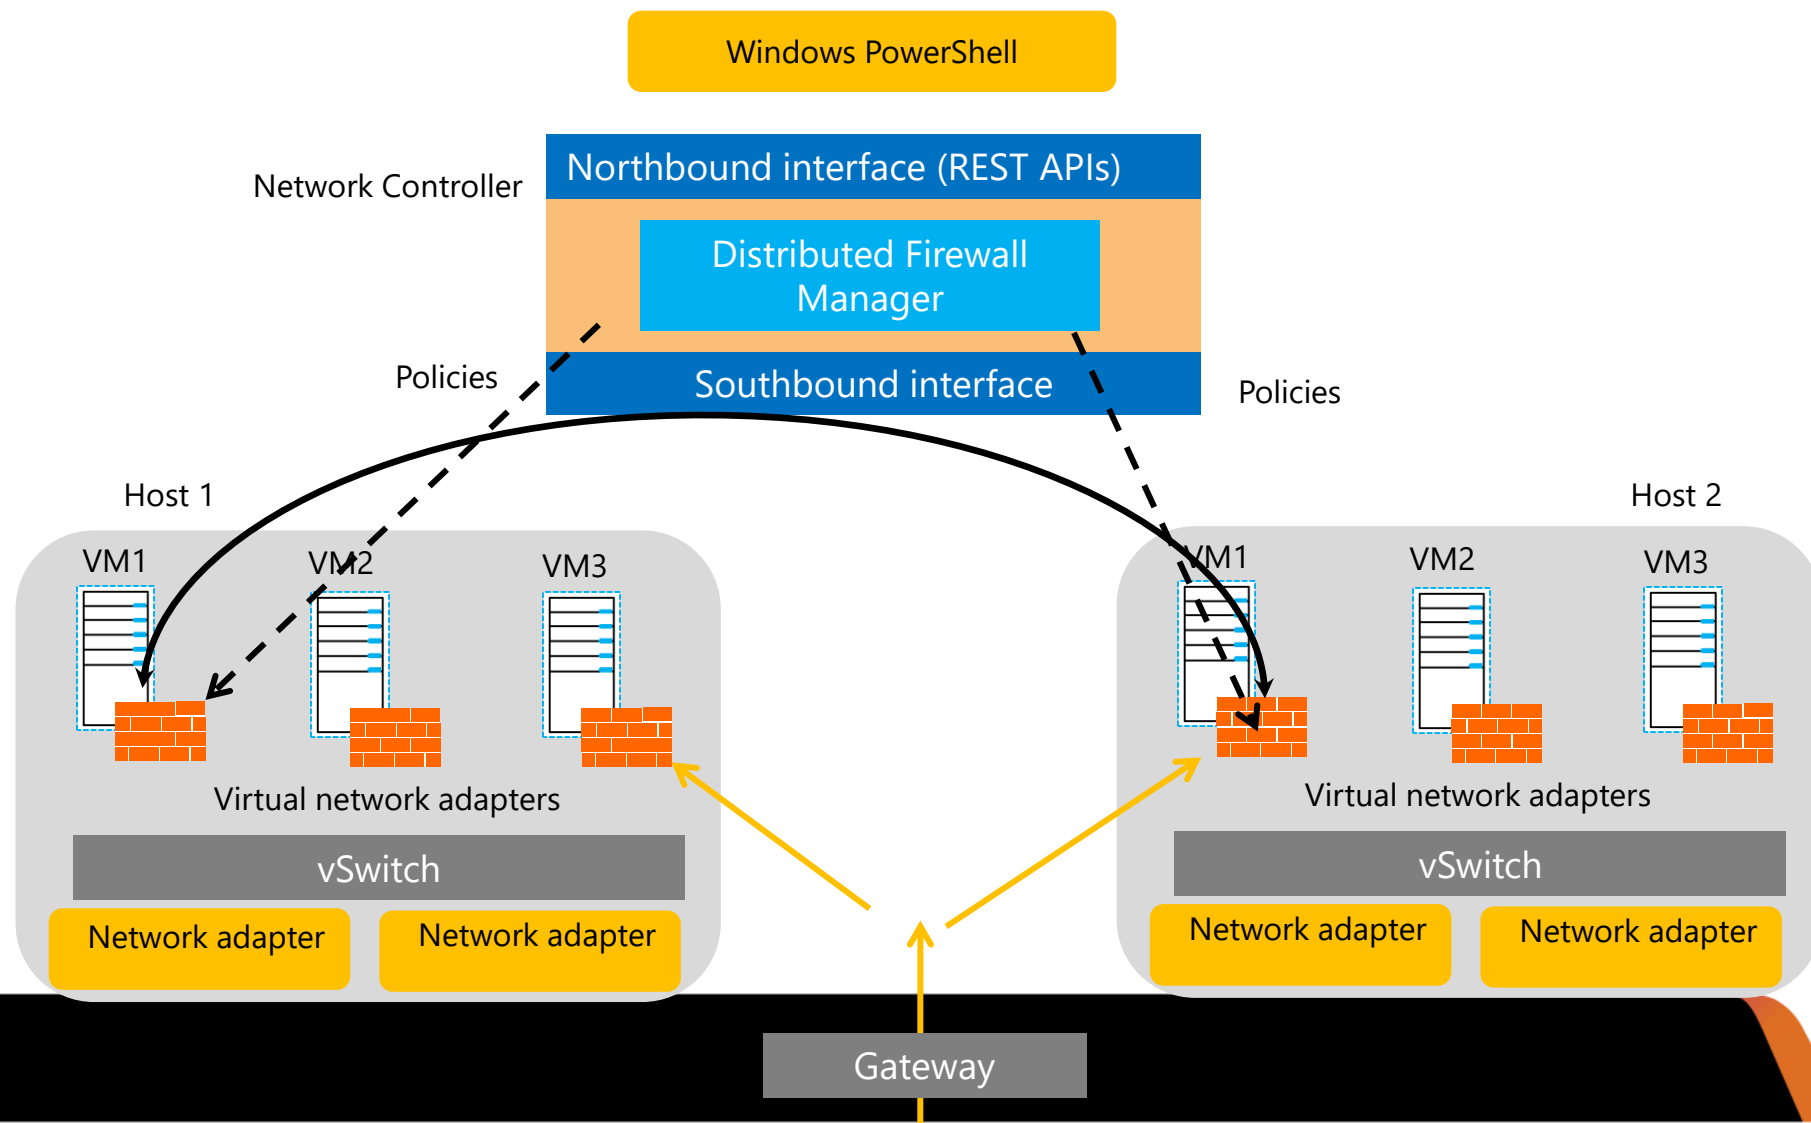 Windows PowerShell
Network Controller
Northbound interface (REST APIs)
Distributed Firewall
Manager
Policies
Southbound interface
Policies
Host 1
Host 2
VM1
VM2
VM3
VM1
VM2
VM3
Virtual network adapters
Virtual network adapters
vSwitch
vSwitch
Network adapter
Network adapter
Network adapter
Network adapter
Gateway